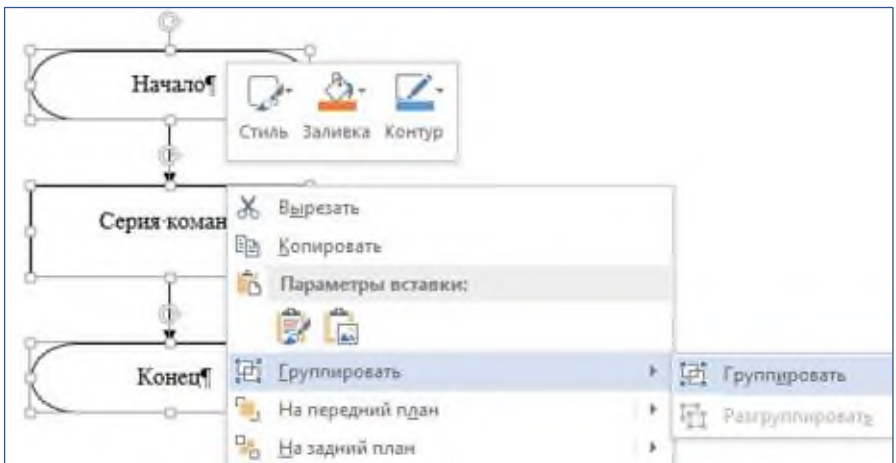 Начало¶
Стиль Заливка Контур
Серия·коман
Вырезать
Копировать
Параметры вставки:
Конец¶
Группировать
Группировать
На передний план
Разгруппировать
На задний план